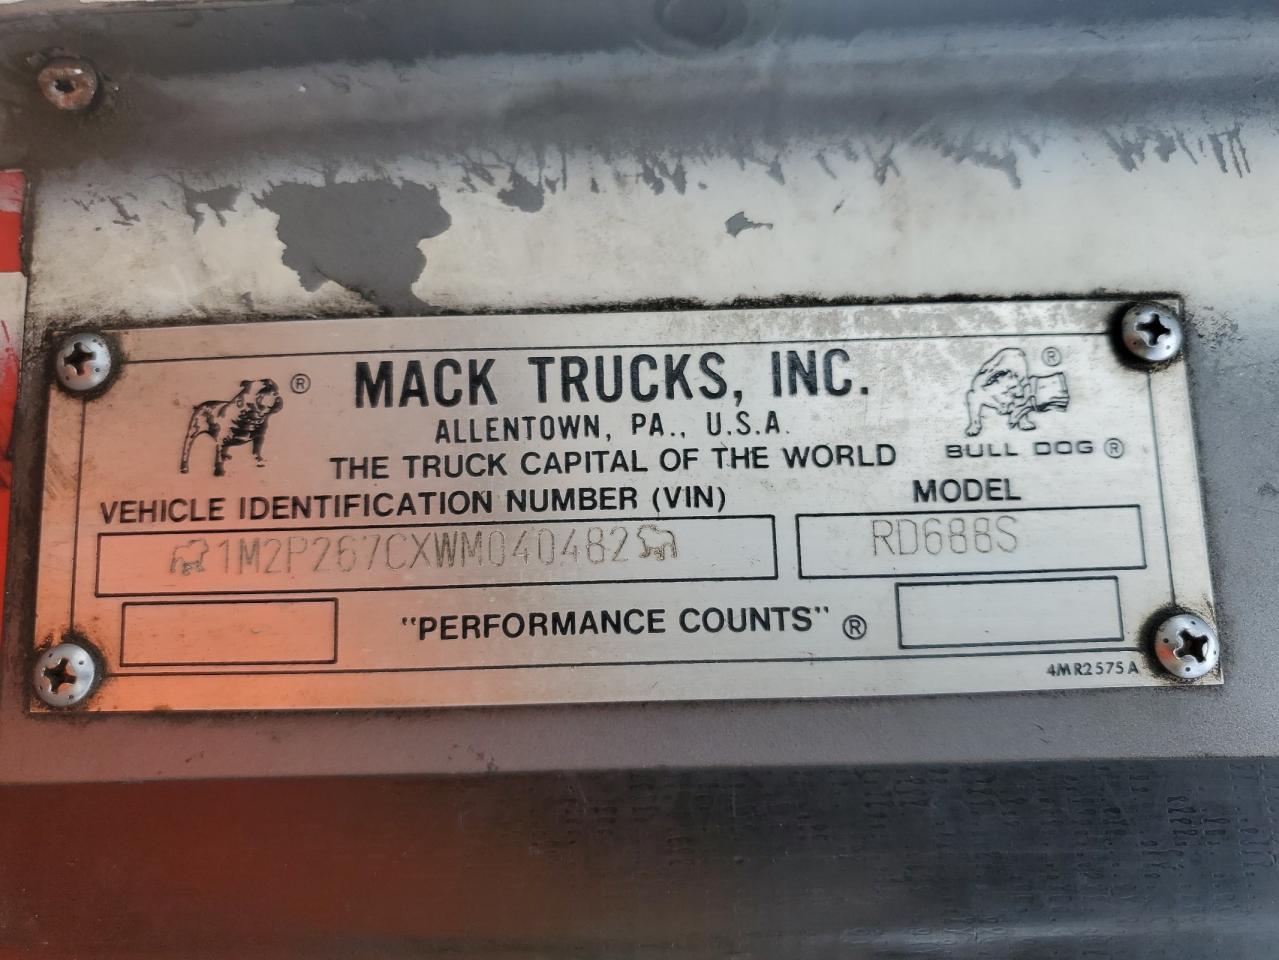 MACK TRUCKS, INC.
ALLENTOWN, PA., U.S.A.
THE TRUCK CAPITAL OF THE WORLD
BULL DOG ®
VEHICLE IDENTIFICATION NUMBER (VIN)
MODEL
1M2P267CXWM040482
RD688S
"PERFORMANCE COUNTS" ®
4MR2575A